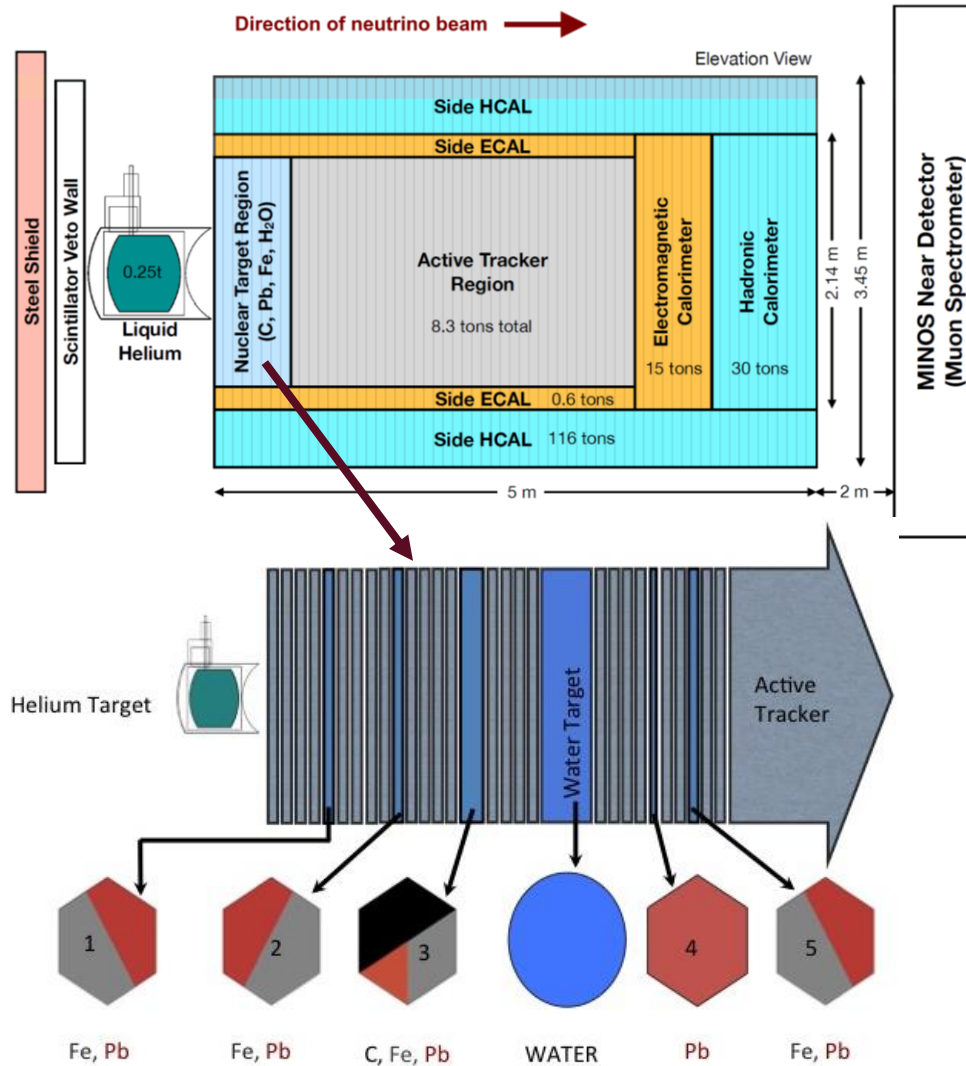 Direction of neutrino beam
Elevation View
Steel Shield
Scintillator Veto Wall
0.25t
Liquid
Helium
Side HCAL
Side ECAL
Nuclear Target Region
(C, Pb, Fe, H₂O)
Active Tracker
Region
8.3 tons total
Electromagnetic
Calorimeter
15 tons
Hadronic
Calorimeter
30 tons
Side ECAL 0.6 tons
Side HCAL 116 tons
2.14 m
3.45 m
5 m
2 m
MINOS Near Detector
(Muon Spectrometer)
Helium Target
Water Target
Active
Tracker
1
2
3
4
5
Fe, Pb
Fe, Pb
C, Fe, Pb
WATER
Pb
Fe, Pb